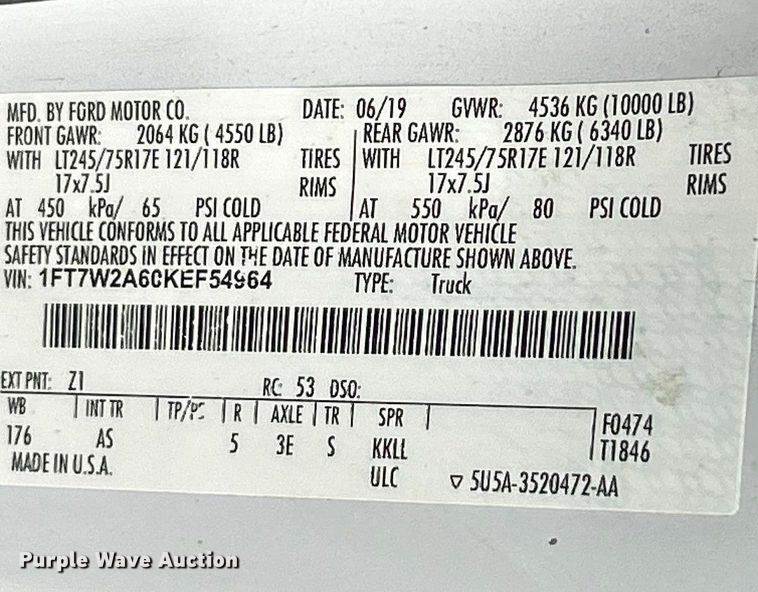 MFD. BY FORD MOTOR CO. DATE: 06/19 GVWR: 4536 KG (10000 LB)
FRONT GAWR: 2064 KG ( 4550 LB) REAR GAWR: 2876 KG ( 6340 LB)
WITH LT245/75R17E 121/118R TIRES WITH LT245/75R17E 121/118R TIRES
17x7.5J RIMS 17x7.5J RIMS
AT 450 kPa/ 65 PSI COLD AT 550 kPa/ 80 PSI COLD
THIS VEHICLE CONFORMS TO ALL APPLICABLE FEDERAL MOTOR VEHICLE
SAFETY STANDARDS IN EFFECT ON THE DATE OF MANUFACTURE SHOWN ABOVE.
VIN: 1FT7W2A60KEF54964 TYPE: Truck
EXT PNT: Z1 RC: 53 DSO:
WB INT TR TP/PS R AXLE TR SPR F0474
176 AS 5 3E S KKLL T1846
MADE IN U.S.A. ULC ▽ 5U5A-3520472-AA
Purple Wave Auction